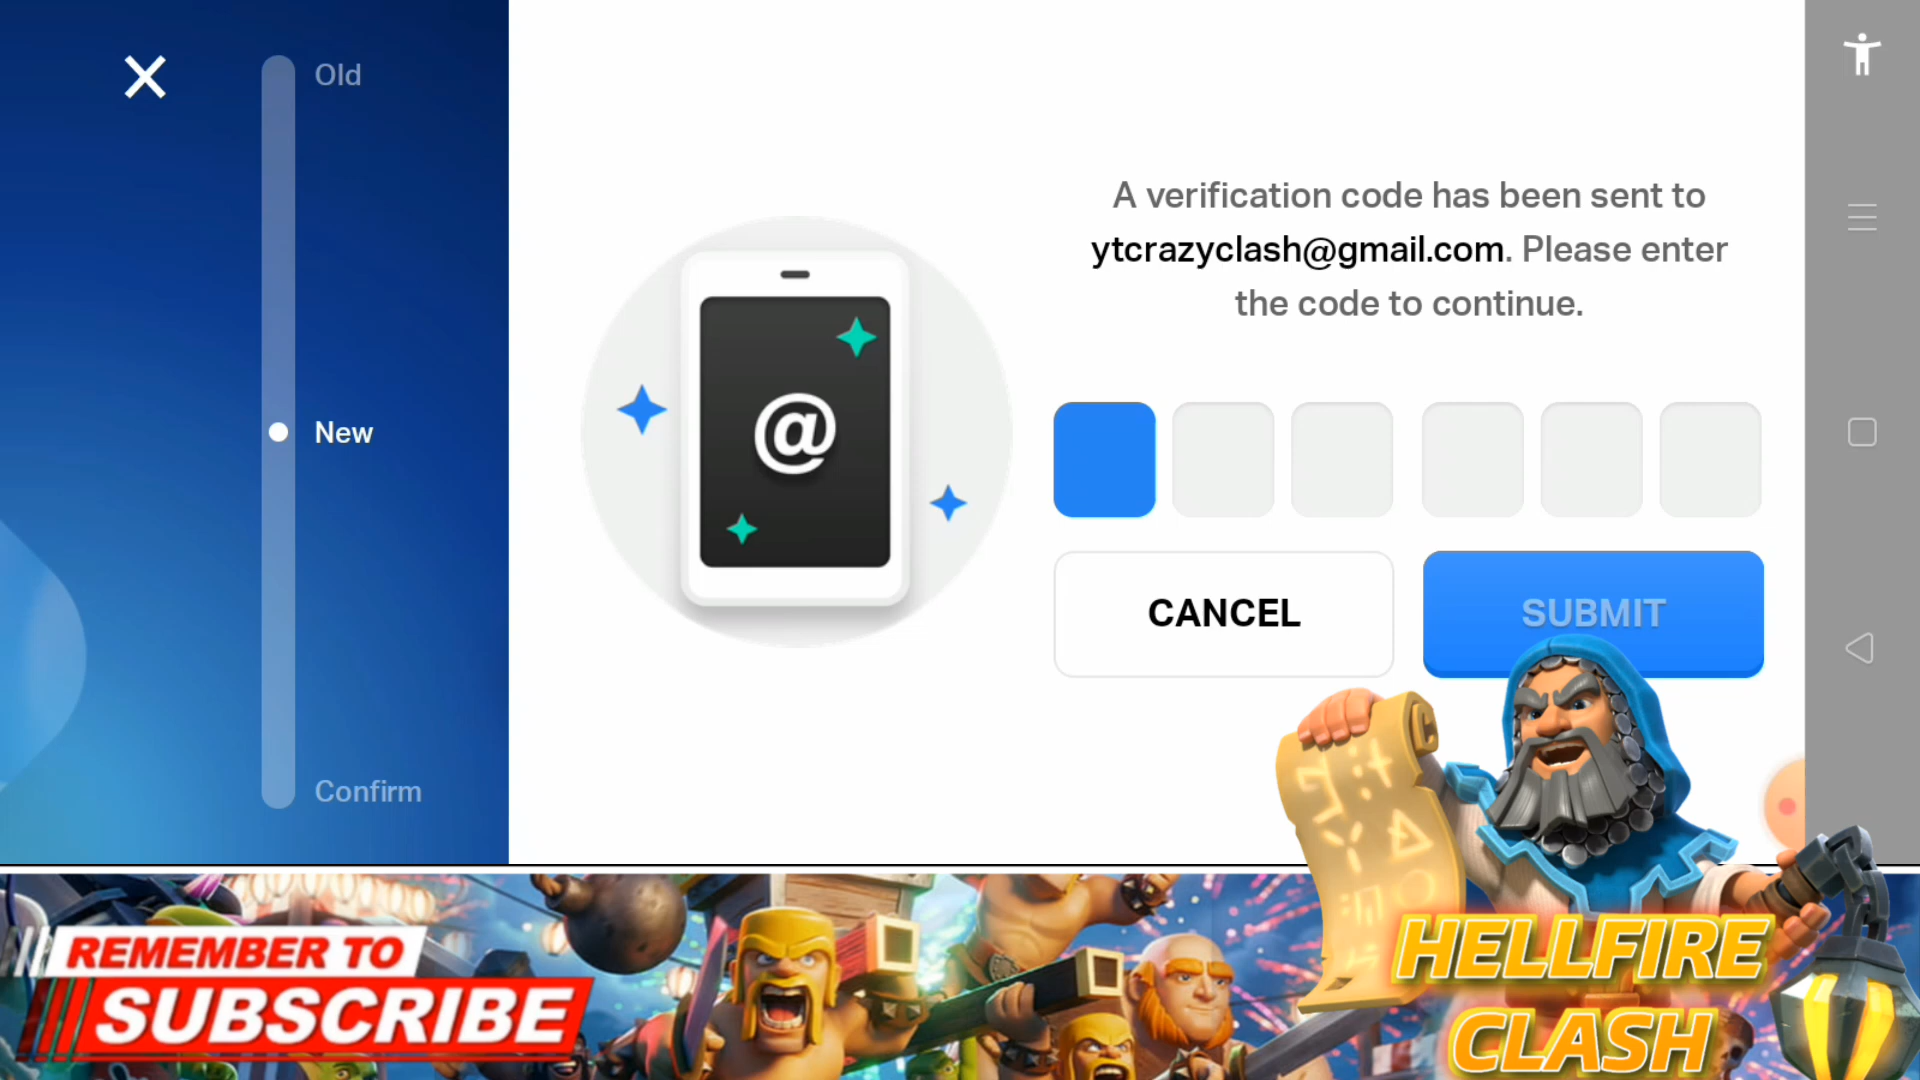 Old
New
Confirm
A verification code has been sent to
ytcrazyclash@gmail.com. Please enter
the code to continue.
@
CANCEL
SUBMIT
REMEMBER TO
SUBSCRIBE
HELLFIRE
CLASH